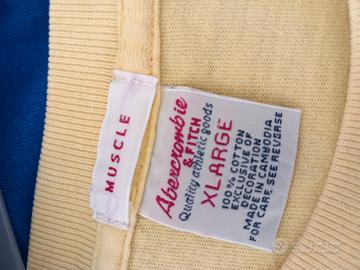 MUSCLE
Abercrombie
& FITCH
Quality athletic goods
XLARGE
100% COTTON
EXCLUSIVE OF
DECORATION
MADE IN CAMBODIA
FOR CARE SEE REVERSE